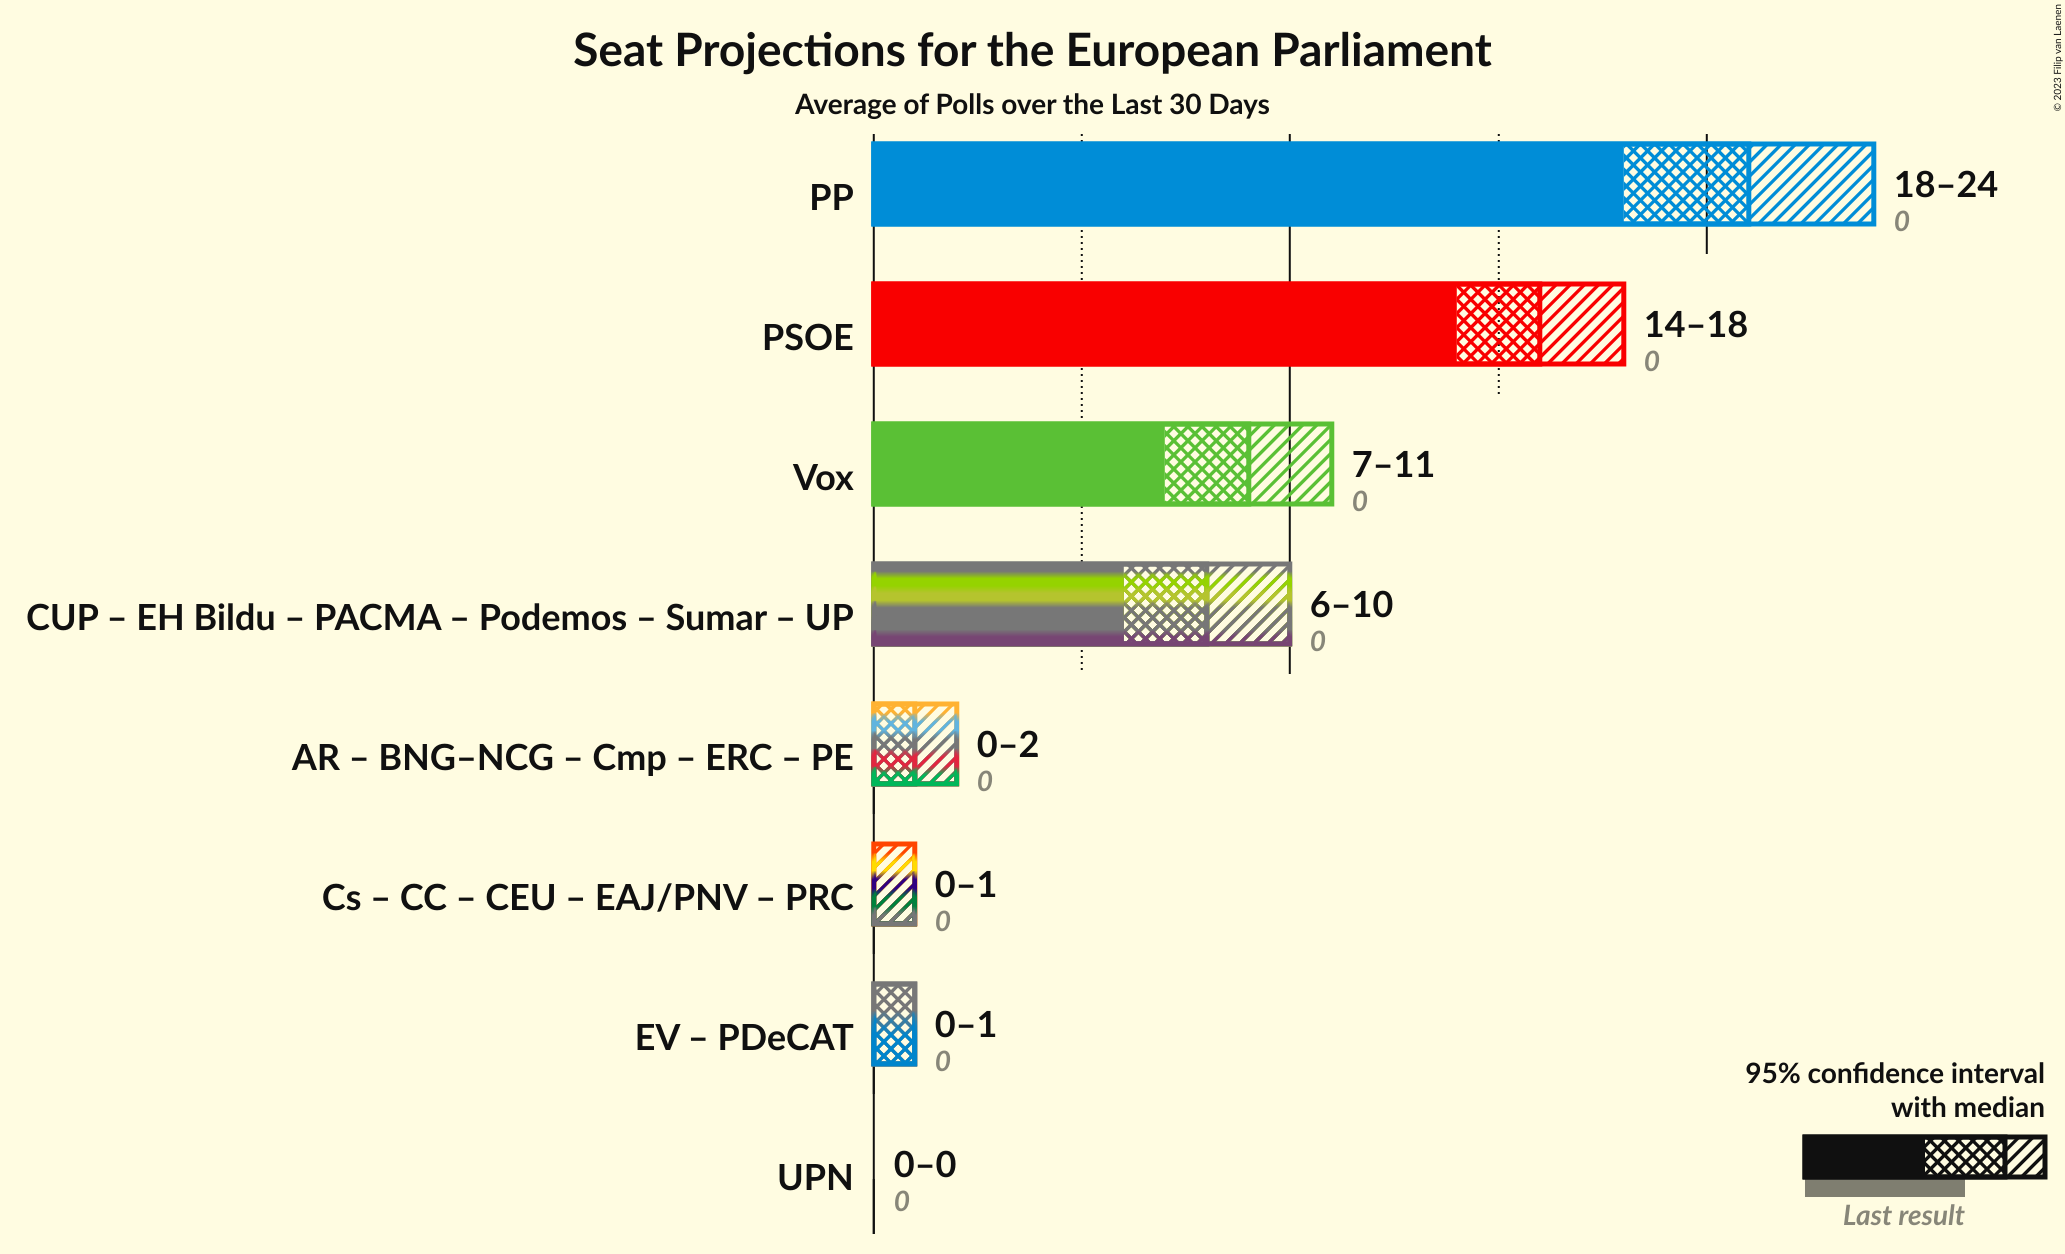 Seat Projections for the European Parliament
Average of Polls over the Last 30 Days
© 2023 Filip van Laenen
PP
18–24
0
PSOE
14–18
0
Vox
7–11
0
CUP – EH Bildu – PACMA – Podemos – Sumar – UP
6–10
0
AR – BNG–NCG – Cmp – ERC – PE
0–2
0
Cs – CC – CEU – EAJ/PNV – PRC
0–1
0
EV – PDeCAT
0–1
0
UPN
0–0
0
95% confidence interval
with median
Last result